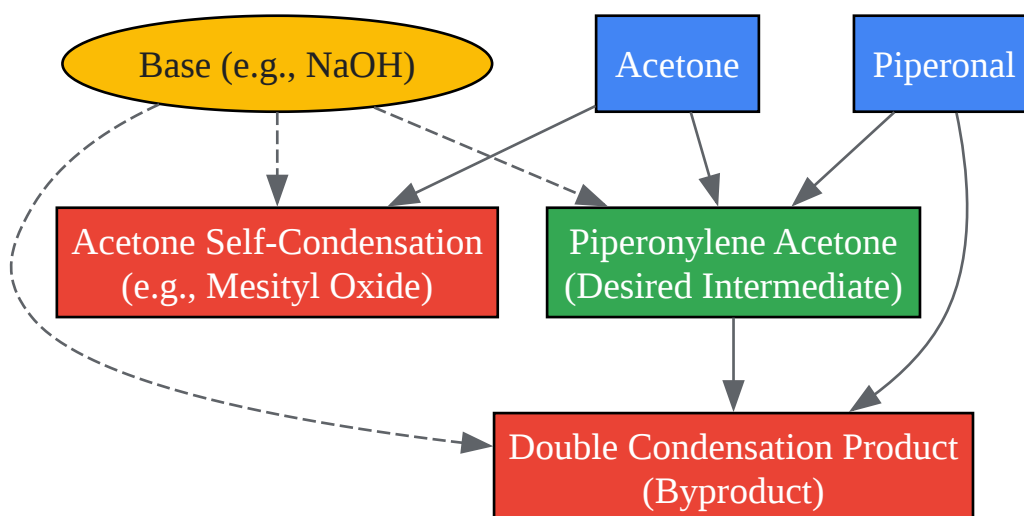 Base (e.g., NaOH)
Acetone
Piperonal
Acetone Self-Condensation
(e.g., Mesityl Oxide)
Piperonylene Acetone
(Desired Intermediate)
Double Condensation Product
(Byproduct)